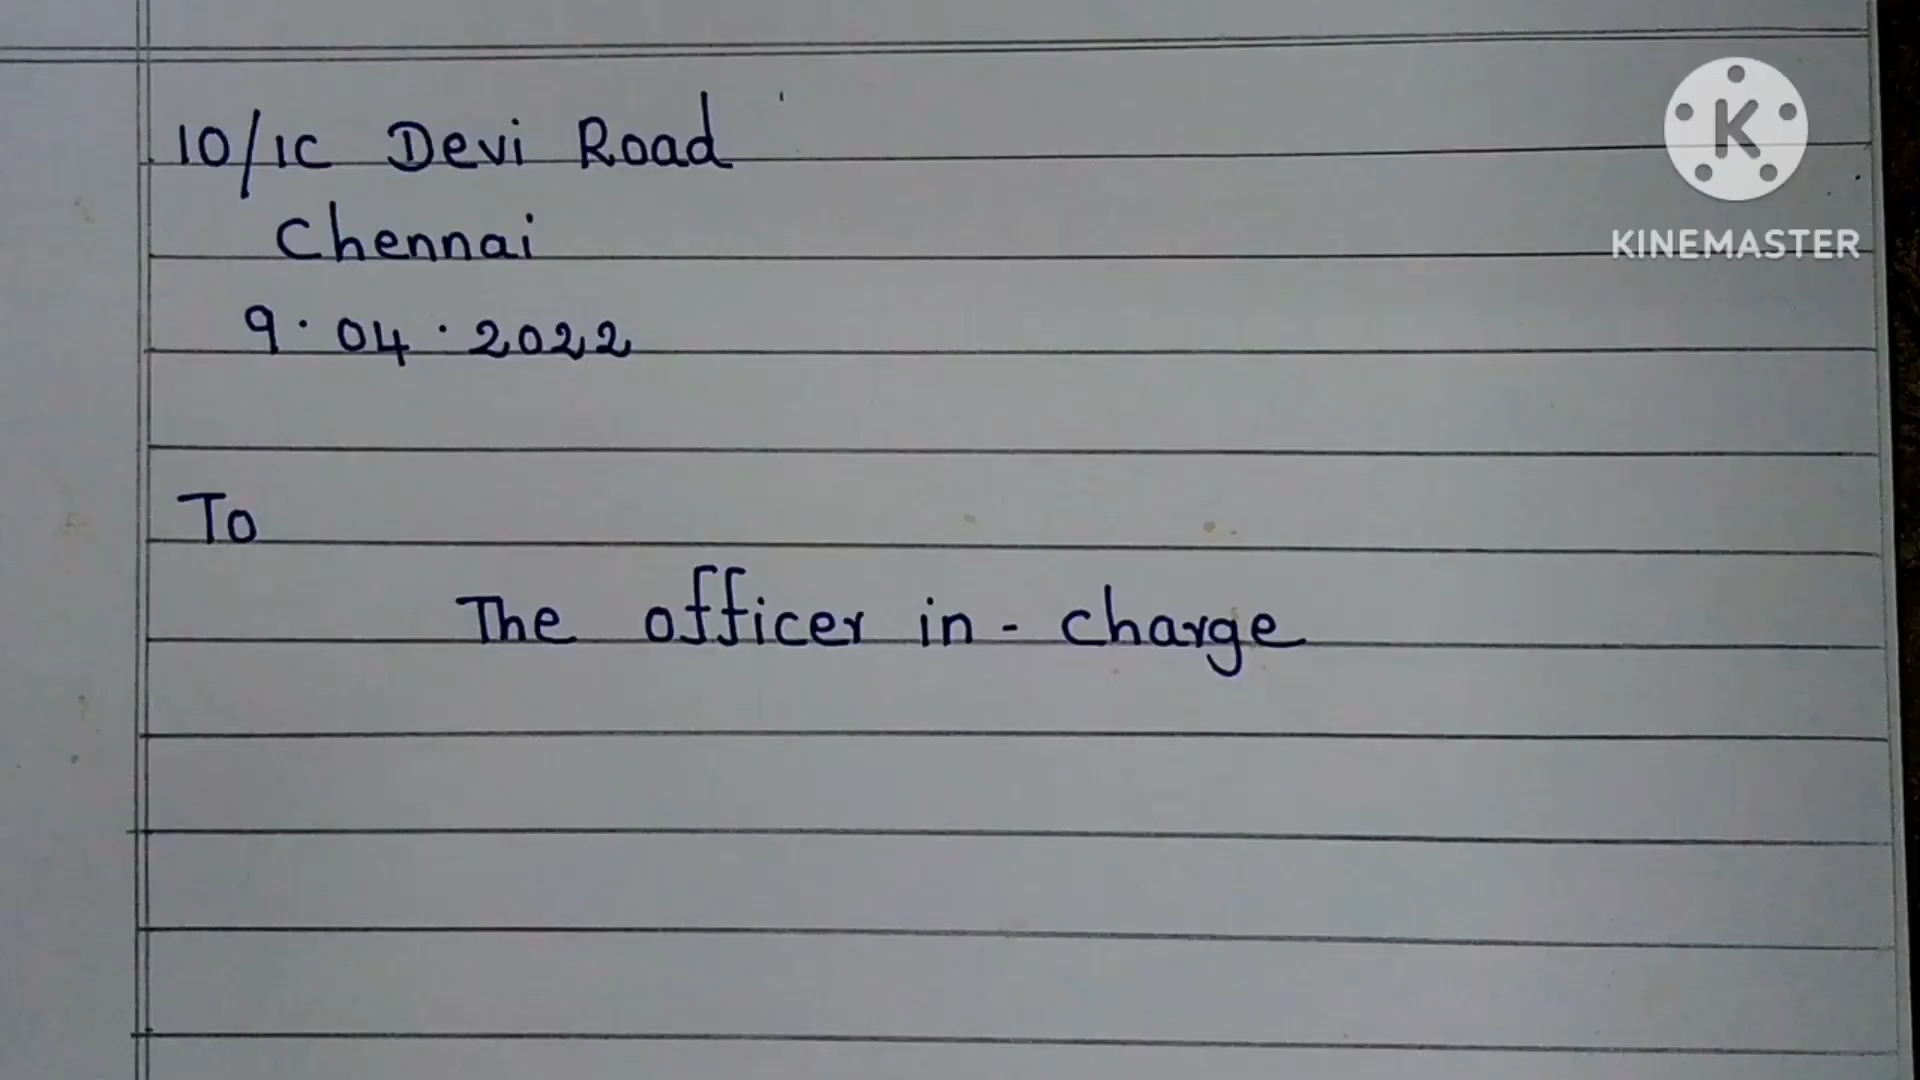 10/1C Devi Road
Chennai
9.04.2022
To
The officer in-charge
K
KINEMASTER